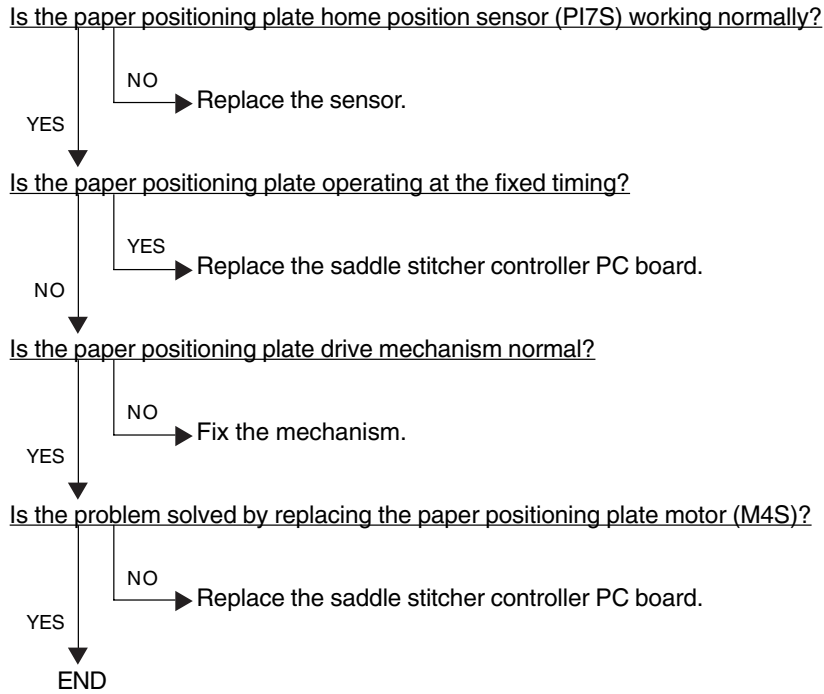 Is the paper positioning plate home position sensor (PI7S) working normally?
NO
Replace the sensor.
YES
Is the paper positioning plate operating at the fixed timing?
YES
Replace the saddle stitcher controller PC board.
NO
Is the paper positioning plate drive mechanism normal?
NO
Fix the mechanism.
YES
Is the problem solved by replacing the paper positioning plate motor (M4S)?
NO
Replace the saddle stitcher controller PC board.
YES
END